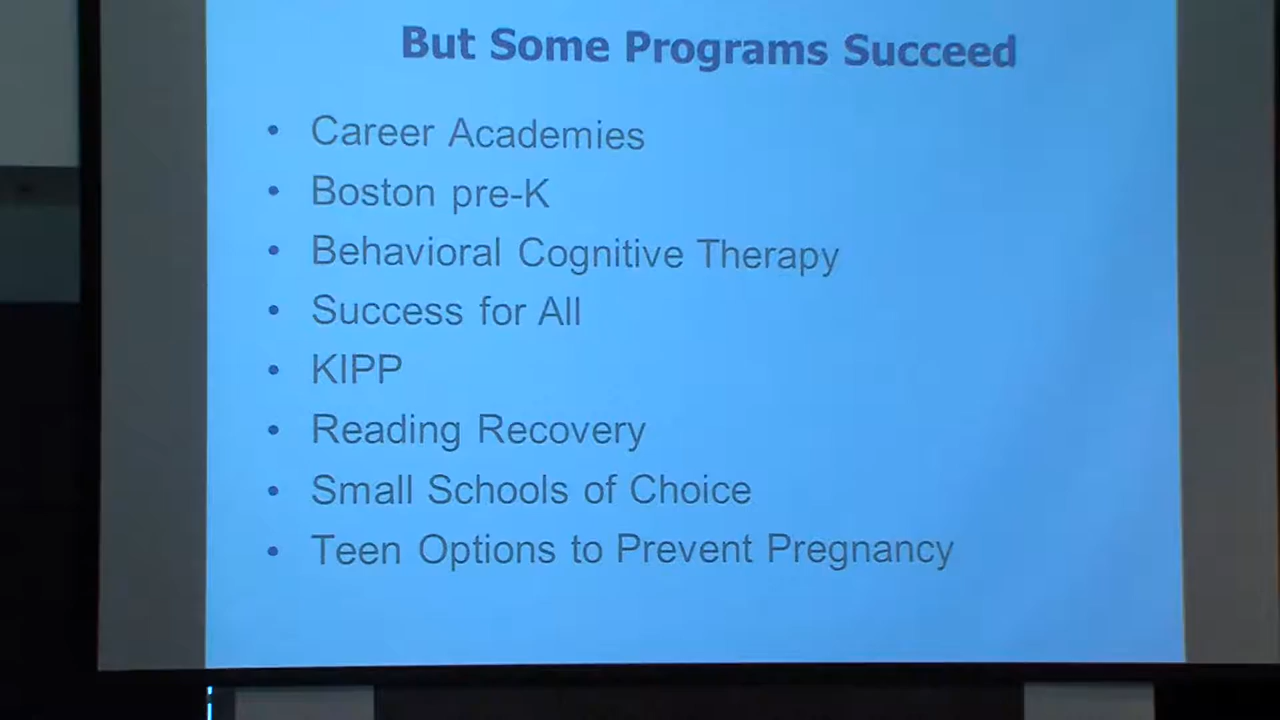 But Some Programs Succeed
• Career Academies
• Boston pre-K
• Behavioral Cognitive Therapy
• Success for All
• KIPP
• Reading Recovery
• Small Schools of Choice
• Teen Options to Prevent Pregnancy